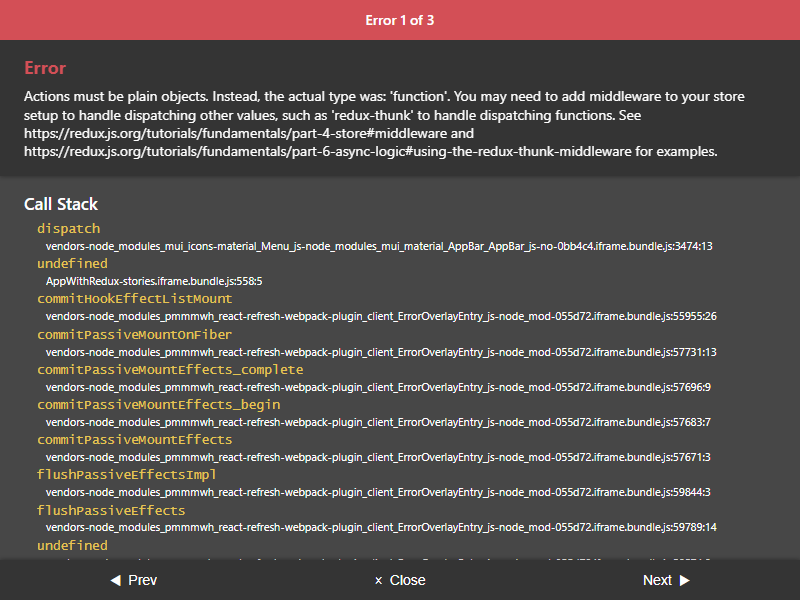 Error 1 of 3
Error
Actions must be plain objects. Instead, the actual type was: 'function'. You may need to add middleware to your store
setup to handle dispatching other values, such as 'redux-thunk' to handle dispatching functions. See
https://redux.js.org/tutorials/fundamentals/part-4-store#middleware and
https://redux.js.org/tutorials/fundamentals/part-6-async-logic#using-the-redux-thunk-middleware for examples.
Call Stack
dispatch
vendors-node_modules_mui_icons-material_Menu_js-node_modules_mui_material_AppBar_AppBar_js-no-0bb4c4.iframe.bundle.js:3474:13
undefined
AppWithRedux-stories.iframe.bundle.js:558:5
commitHookEffectListMount
vendors-node_modules_pmmmwh_react-refresh-webpack-plugin_client_ErrorOverlayEntry_js-node_mod-055d72.iframe.bundle.js:55955:26
commitPassiveMountOnFiber
vendors-node_modules_pmmmwh_react-refresh-webpack-plugin_client_ErrorOverlayEntry_js-node_mod-055d72.iframe.bundle.js:57731:13
commitPassiveMountEffects_complete
vendors-node_modules_pmmmwh_react-refresh-webpack-plugin_client_ErrorOverlayEntry_js-node_mod-055d72.iframe.bundle.js:57696:9
commitPassiveMountEffects_begin
vendors-node_modules_pmmmwh_react-refresh-webpack-plugin_client_ErrorOverlayEntry_js-node_mod-055d72.iframe.bundle.js:57683:7
commitPassiveMountEffects
vendors-node_modules_pmmmwh_react-refresh-webpack-plugin_client_ErrorOverlayEntry_js-node_mod-055d72.iframe.bundle.js:57671:3
flushPassiveEffectsImpl
vendors-node_modules_pmmmwh_react-refresh-webpack-plugin_client_ErrorOverlayEntry_js-node_mod-055d72.iframe.bundle.js:59844:3
flushPassiveEffects
vendors-node_modules_pmmmwh_react-refresh-webpack-plugin_client_ErrorOverlayEntry_js-node_mod-055d72.iframe.bundle.js:59789:14
undefined
◀ Prev
× Close
Next ▶